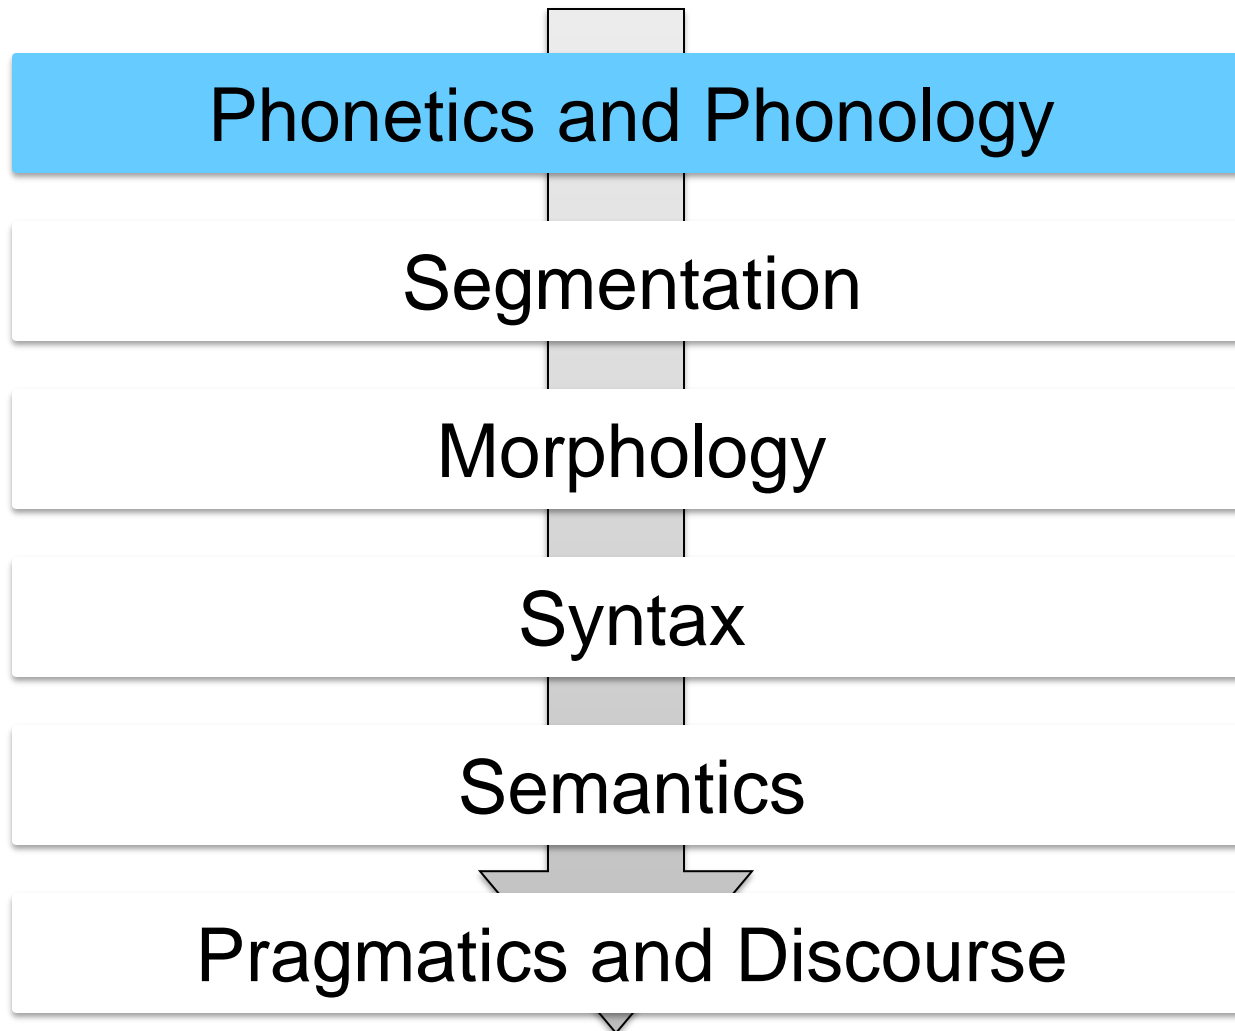 Phonetics and Phonology
Segmentation
Morphology
Syntax
Semantics
Pragmatics and Discourse